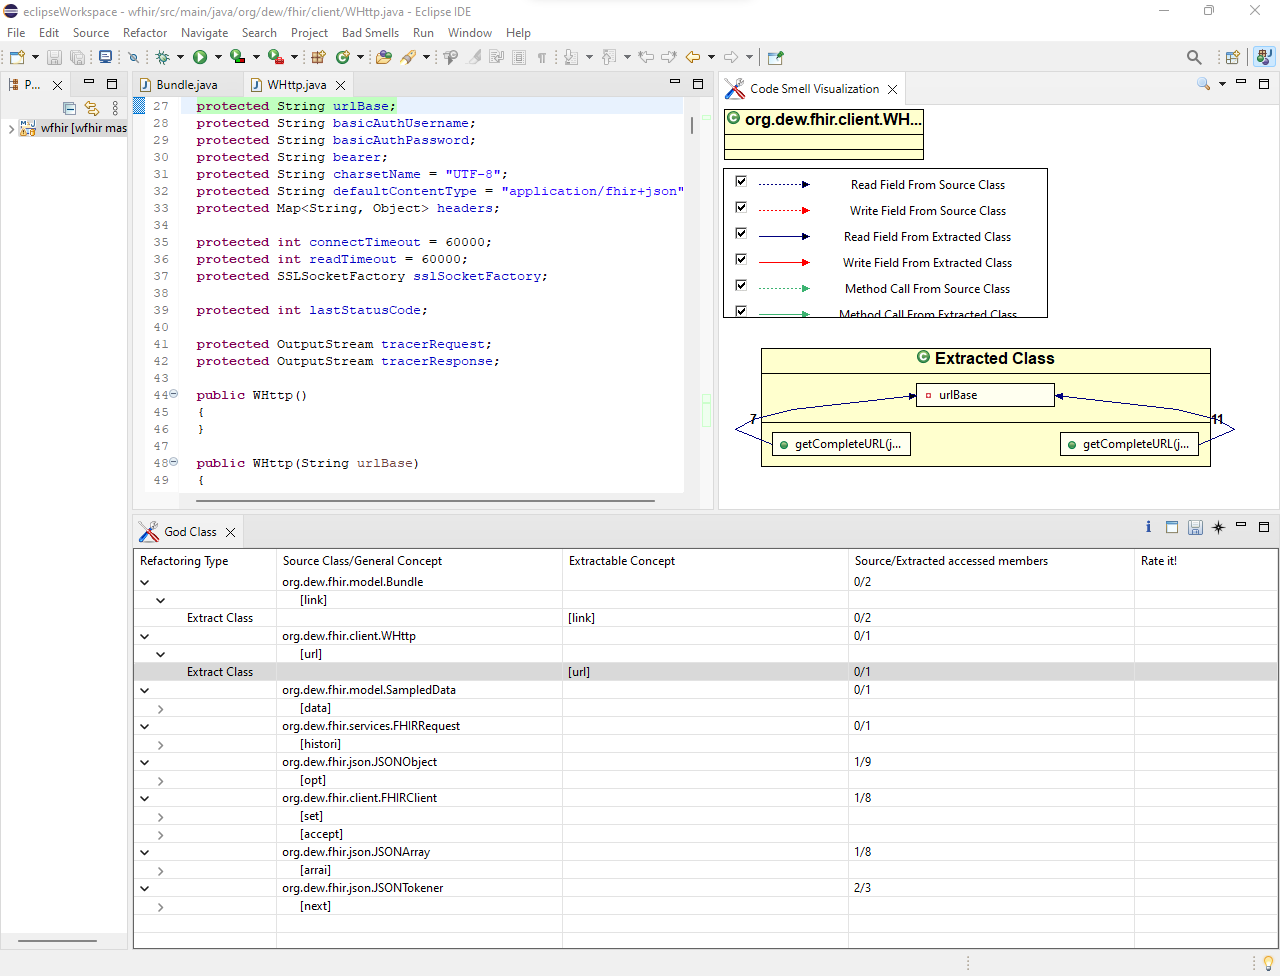 eclipseWorkspace - wfhir/src/main/java/org/dew/fhir/client/WHttp.java - Eclipse IDE
File Edit Source Refactor Navigate Search Project Bad Smells Run Window Help
P...
Bundle.java
WHttp.java
wfhir [wfhir mas
27 protected String urlBase;
28 protected String basicAuthUsername;
29 protected String basicAuthPassword;
30 protected String bearer;
31 protected String charsetName = "UTF-8";
32 protected String defaultContentType = "application/fhir+json"
33 protected Map<String, Object> headers;
34
35 protected int connectTimeout = 60000;
36 protected int readTimeout = 60000;
37 protected SSLSocketFactory sslSocketFactory;
38
39 protected int lastStatusCode;
40
41 protected OutputStream tracerRequest;
42 protected OutputStream tracerResponse;
43
44 public WHttp()
45 {
46 }
47
48 public WHttp(String urlBase)
49 {
Code Smell Visualization
org.dew.fhir.client.WH...
Read Field From Source Class
Write Field From Source Class
Read Field From Extracted Class
Write Field From Extracted Class
Method Call From Source Class
Method Call From Extracted Class
Extracted Class
urlBase
7
11
getCompleteURL(j...
getCompleteURL(j...
God Class
Refactoring Type Source Class/General Concept Extractable Concept Source/Extracted accessed members Rate it!
org.dew.fhir.model.Bundle 0/2
[link]
Extract Class [link] 0/2
org.dew.fhir.client.WHttp 0/1
[url]
Extract Class [url] 0/1
org.dew.fhir.model.SampledData 0/1
[data]
org.dew.fhir.services.FHIRRequest 0/1
[histori]
org.dew.fhir.json.JSONObject 1/9
[opt]
org.dew.fhir.client.FHIRClient 1/8
[set]
[accept]
org.dew.fhir.json.JSONArray 1/8
[arrai]
org.dew.fhir.json.JSONTokener 2/3
[next]